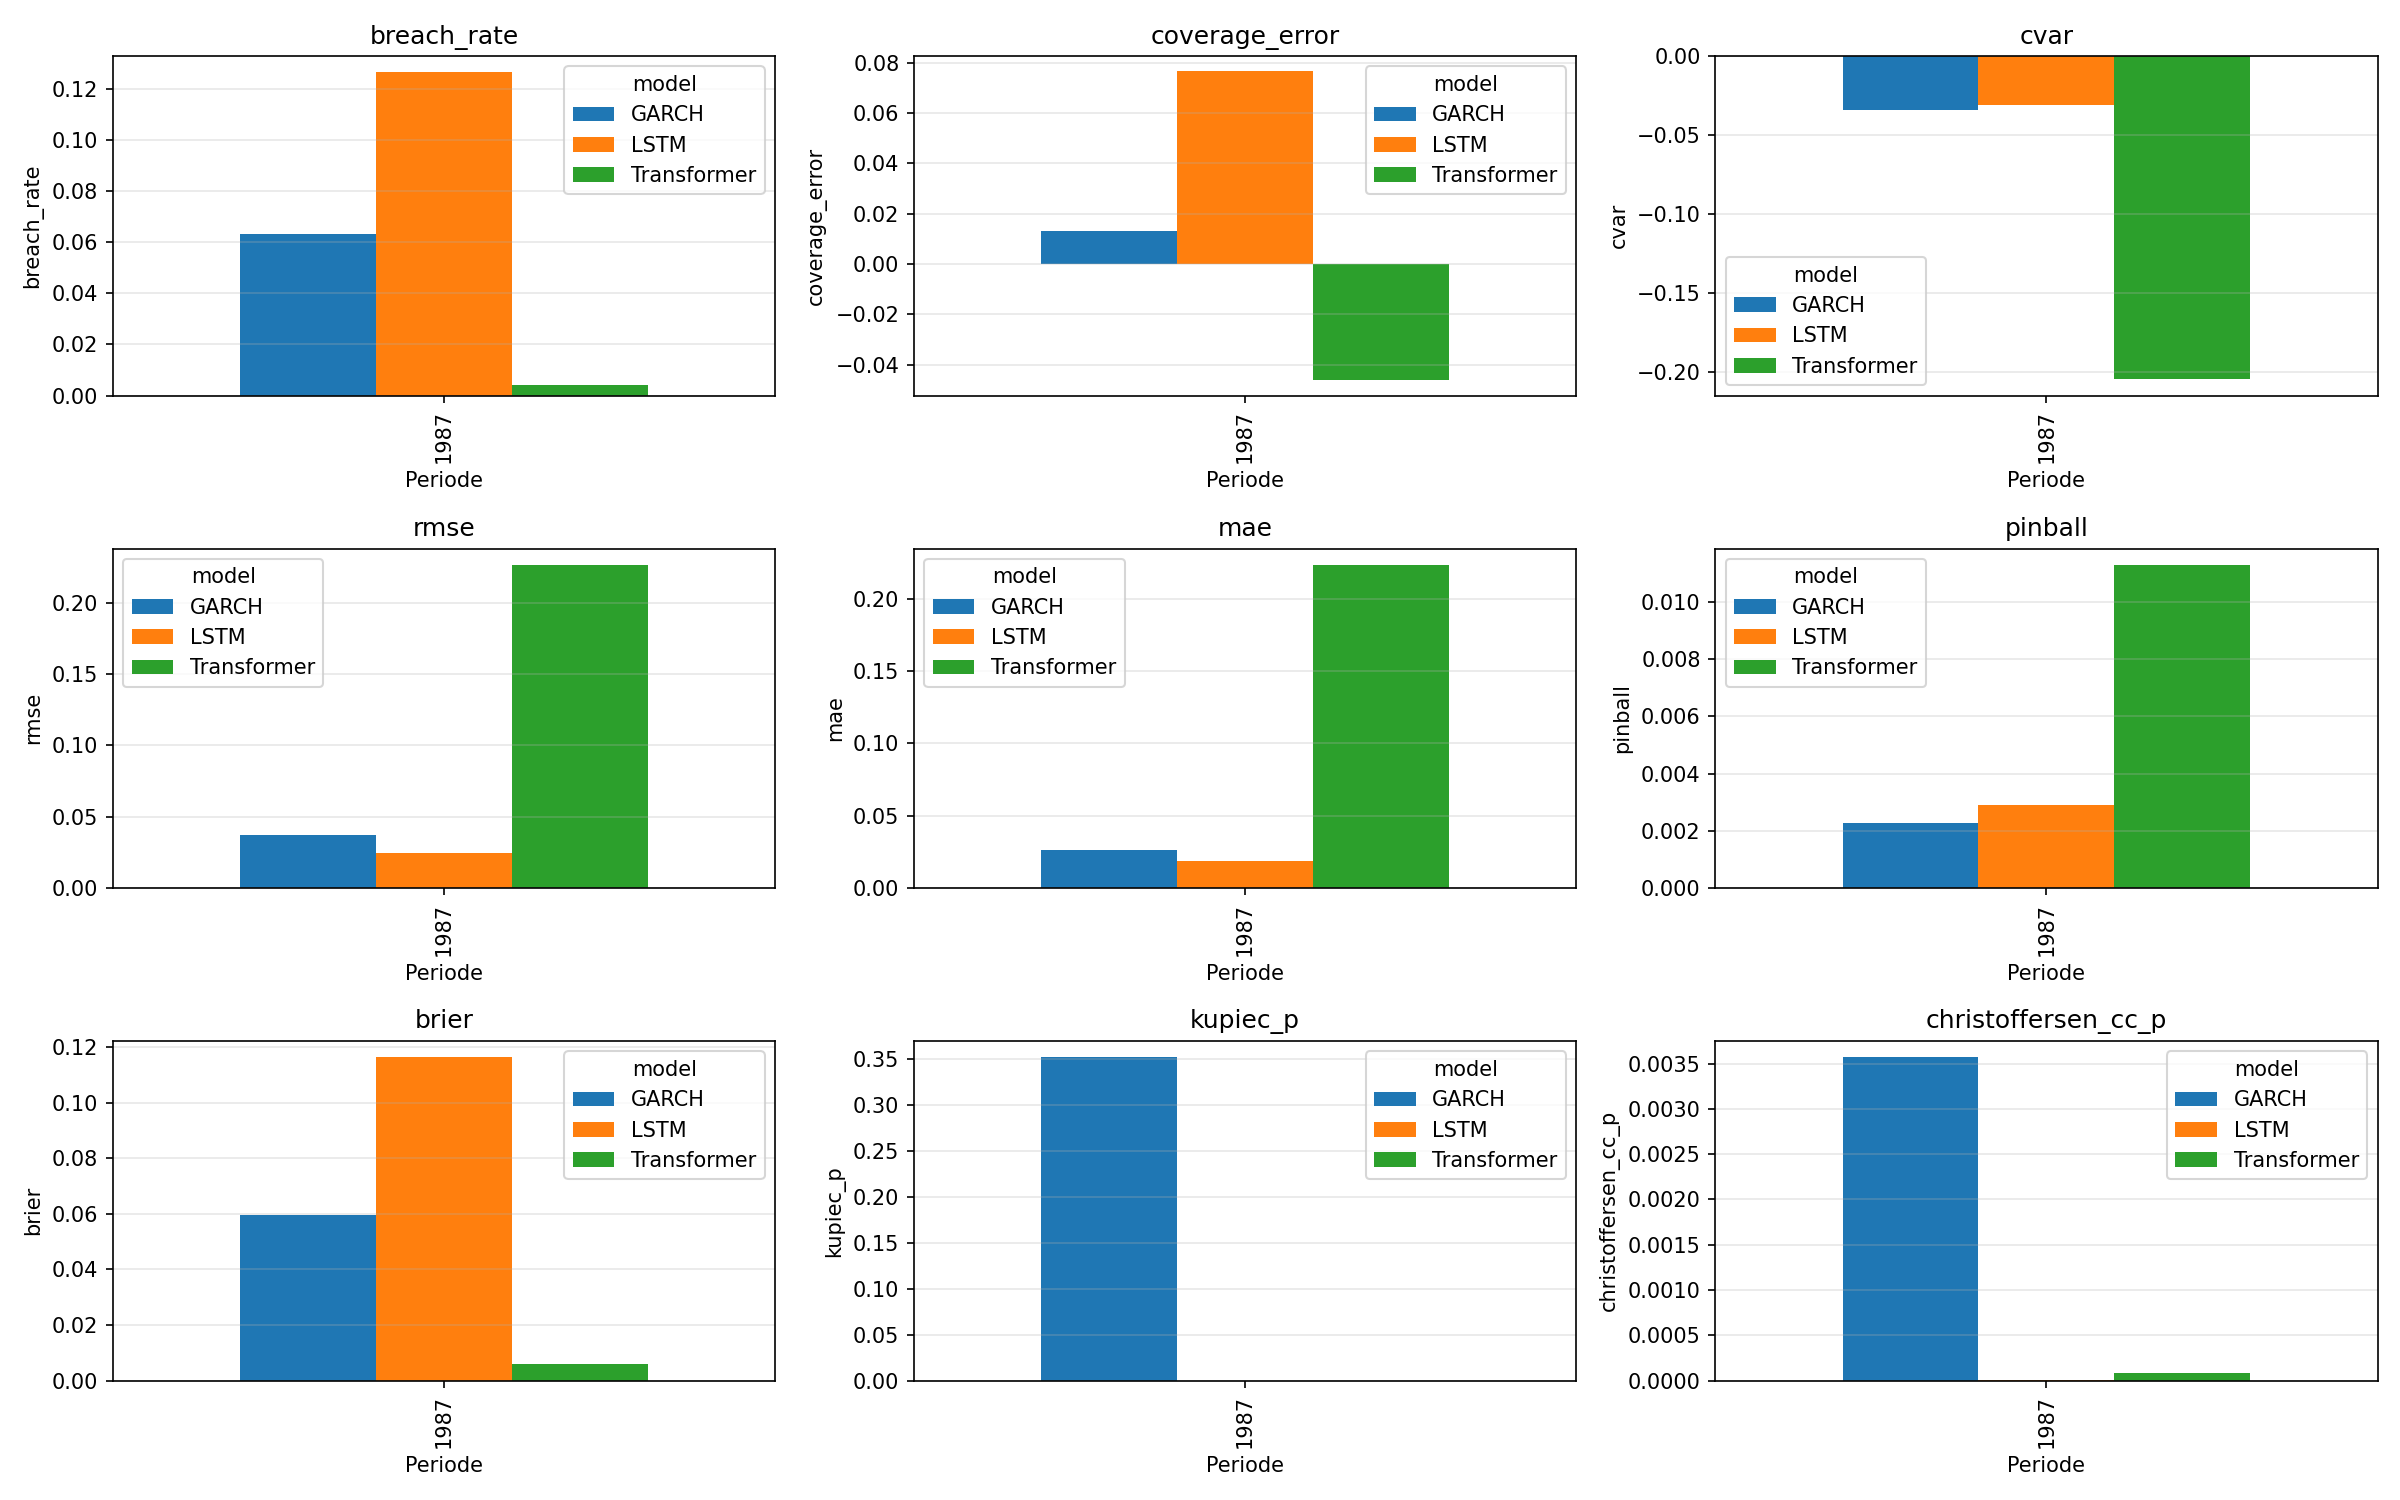 breach_rate
breach_rate
0.12
0.10
0.08
0.06
0.04
0.02
0.00
model
GARCH
LSTM
Transformer
1987
Periode
coverage_error
coverage_error
0.08
0.06
0.04
0.02
0.00
−0.02
−0.04
model
GARCH
LSTM
Transformer
1987
Periode
cvar
cvar
0.00
−0.05
−0.10
−0.15
−0.20
model
GARCH
LSTM
Transformer
1987
Periode
rmse
rmse
0.20
0.15
0.10
0.05
0.00
model
GARCH
LSTM
Transformer
1987
Periode
mae
mae
0.20
0.15
0.10
0.05
0.00
model
GARCH
LSTM
Transformer
1987
Periode
pinball
pinball
0.010
0.008
0.006
0.004
0.002
0.000
model
GARCH
LSTM
Transformer
1987
Periode
brier
brier
0.12
0.10
0.08
0.06
0.04
0.02
0.00
model
GARCH
LSTM
Transformer
1987
Periode
kupiec_p
kupiec_p
0.35
0.30
0.25
0.20
0.15
0.10
0.05
0.00
model
GARCH
LSTM
Transformer
1987
Periode
christoffersen_cc_p
christoffersen_cc_p
0.0035
0.0030
0.0025
0.0020
0.0015
0.0010
0.0005
0.0000
model
GARCH
LSTM
Transformer
1987
Periode